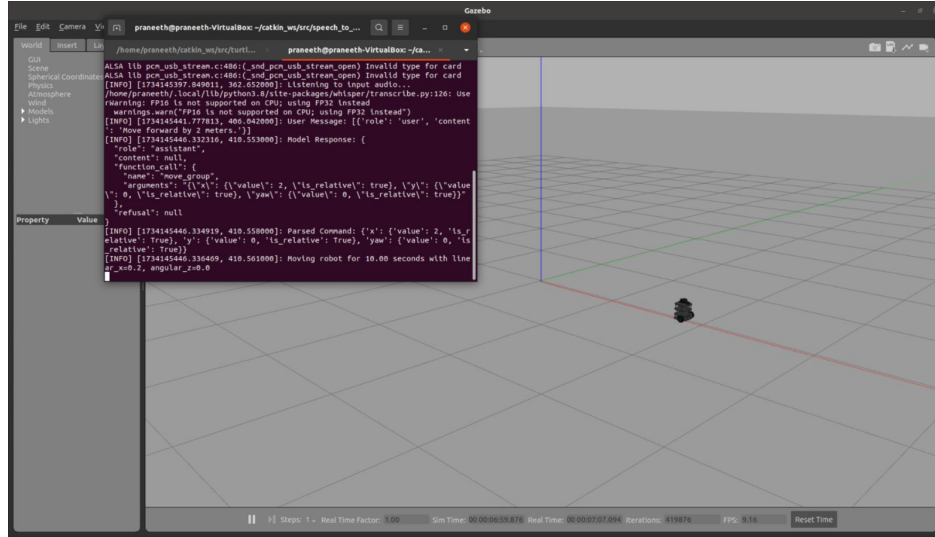 Gazebo
File Edit Camera Vi
praneeth@praneeth-VirtualBox: ~/catkin_ws/src/speech_to_...
World Insert La
/home/praneeth/catkin_ws/src/turtl...
praneeth@praneeth-VirtualBox: ~/ca...
GUI
Scene
Spherical Coordinates
Physics
Atmosphere
Wind
Models
Lights
Property Value
ALSA lib pcm_usb_stream.c:486:(_snd_pcm_usb_stream_open) Invalid type for card
ALSA lib pcm_usb_stream.c:486:(_snd_pcm_usb_stream_open) Invalid type for card
[INFO] [1734145397.849011, 362.652000]: Listening to input audio...
/home/praneeth/.local/lib/python3.8/site-packages/whisper/transcribe.py:126: Use
rWarning: FP16 is not supported on CPU; using FP32 instead
warnings.warn("FP16 is not supported on CPU; using FP32 instead")
[INFO] [1734145441.777813, 406.042000]: User Message: [{'role': 'user', 'content
': 'Move forward by 2 meters.'}]
[INFO] [1734145446.332316, 410.553000]: Model Response: {
"role": "assistant",
"content": null,
"function_call": {
"name": "move_group",
"arguments": "{\"x\": {\"value\": 2, \"is_relative\": true}, \"y\": {\"value
\": 0, \"is_relative\": true}, \"yaw\": {\"value\": 0, \"is_relative\": true}}"
},
"refusal": null
}
[INFO] [1734145446.334919, 410.558000]: Parsed Command: {'x': {'value': 2, 'is_r
elative': True}, 'y': {'value': 0, 'is_relative': True}, 'yaw': {'value': 0, 'is
_relative': True}}
[INFO] [1734145446.336469, 410.561000]: Moving robot for 10.00 seconds with line
ar_x=0.2, angular_z=0.0
Steps: 1 Real Time Factor: 1.00 Sim Time: 00 00:06:59.876 Real Time: 00 00:07:07.094 Iterations: 419876 FPS: 9.16 Reset Time